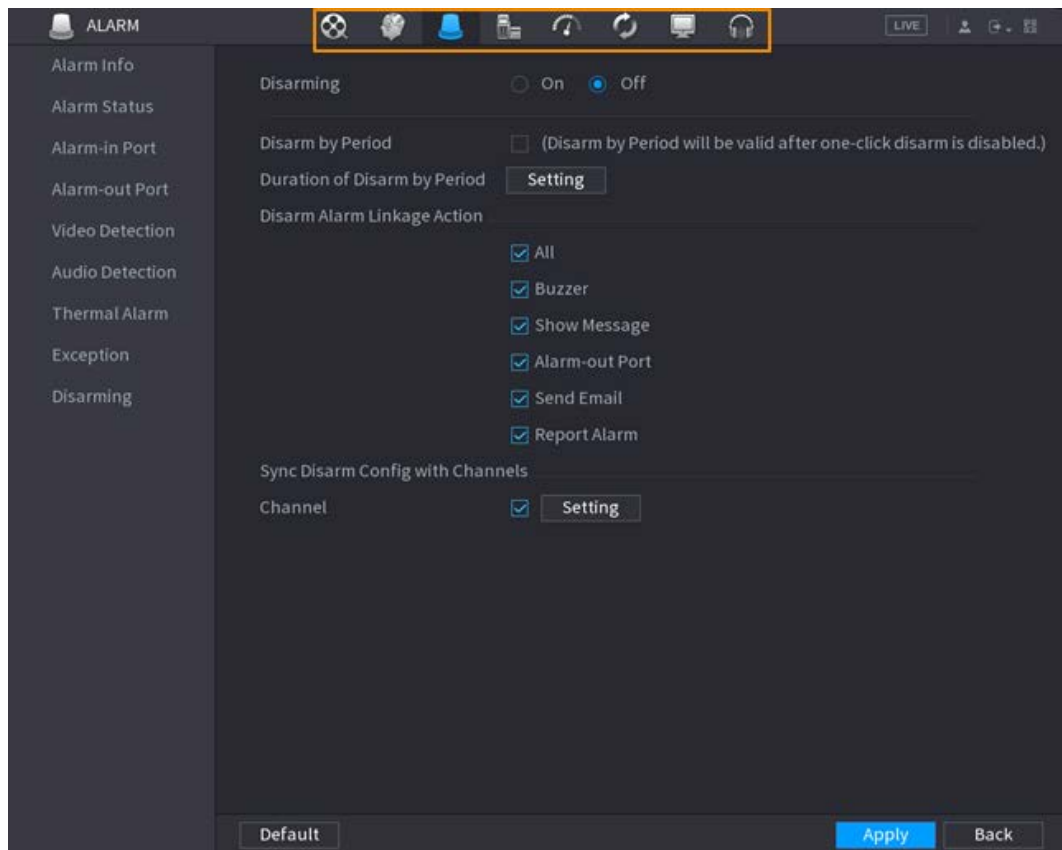 ALARM
LIVE
Alarm Info
Alarm Status
Alarm-in Port
Alarm-out Port
Video Detection
Audio Detection
Thermal Alarm
Exception
Disarming
Disarming On Off
Disarm by Period (Disarm by Period will be valid after one-click disarm is disabled.)
Duration of Disarm by Period Setting
Disarm Alarm Linkage Action
All
Buzzer
Show Message
Alarm-out Port
Send Email
Report Alarm
Sync Disarm Config with Channels
Channel Setting
Default Apply Back